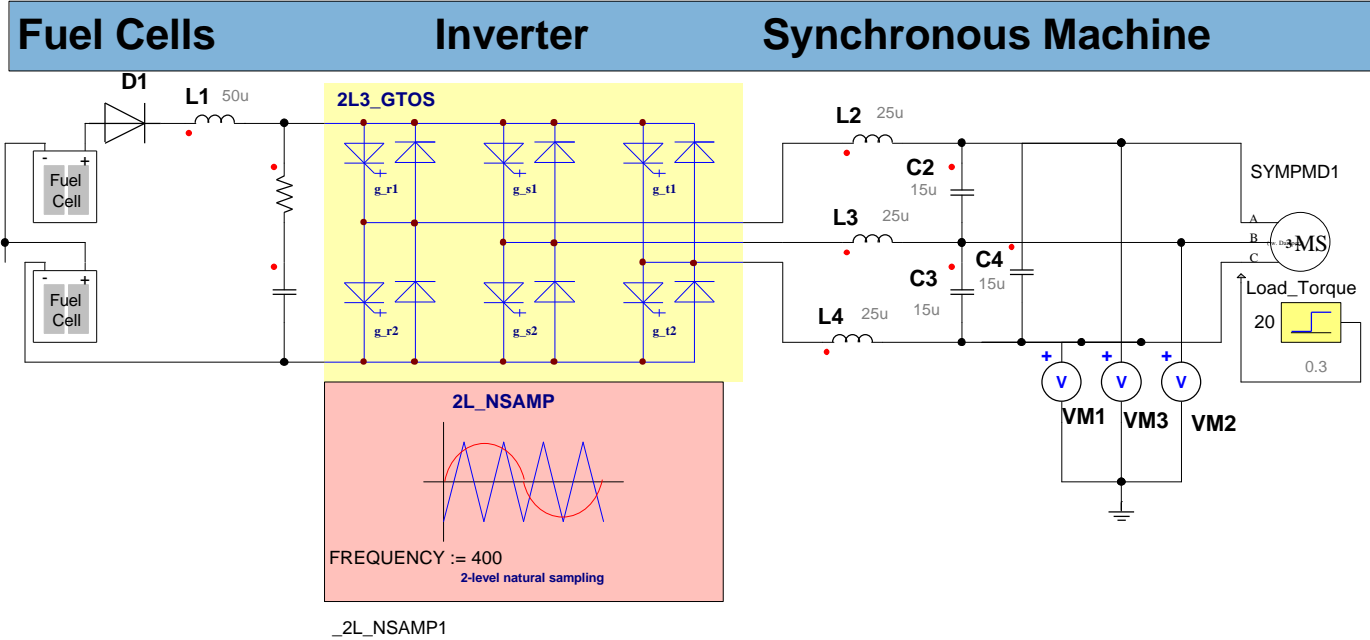 Fuel Cells Inverter Synchronous Machine
D1
L1 50u
- +
Fuel
Cell
- +
Fuel
Cell
2L3_GTOS
g_r1 g_s1 g_t1
g_r2 g_s2 g_t2
L2 25u
L3 25u
L4 25u
C2
15u
C3
15u
C4
15u
SYMPMD1
A
B
C
3 MS
Load_Torque
20
0.3
+ + +
V V V
VM1 VM3 VM2
2L_NSAMP
FREQUENCY := 400
2-level natural sampling
_2L_NSAMP1